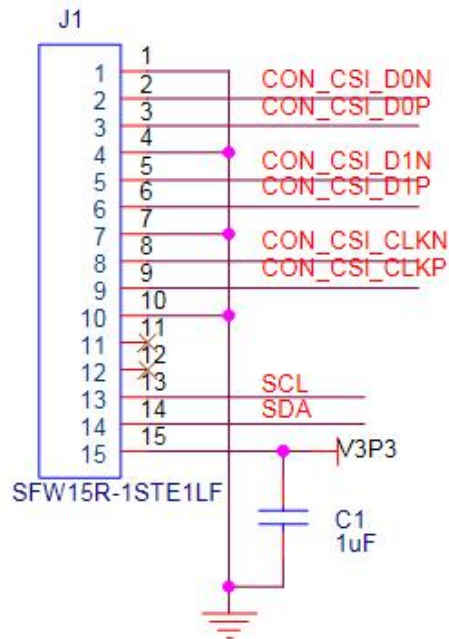 J1
1 1
2 2 CON_CSI_D0N
3 3 CON_CSI_D0P
4 4
5 5 CON_CSI_D1N
6 6 CON_CSI_D1P
7 7
8 8 CON_CSI_CLKN
9 9 CON_CSI_CLKP
10 10
11 11
12 12
13 13 SCL
14 14 SDA
15 15 V3P3
SFW15R-1STE1LF
C1
1uF